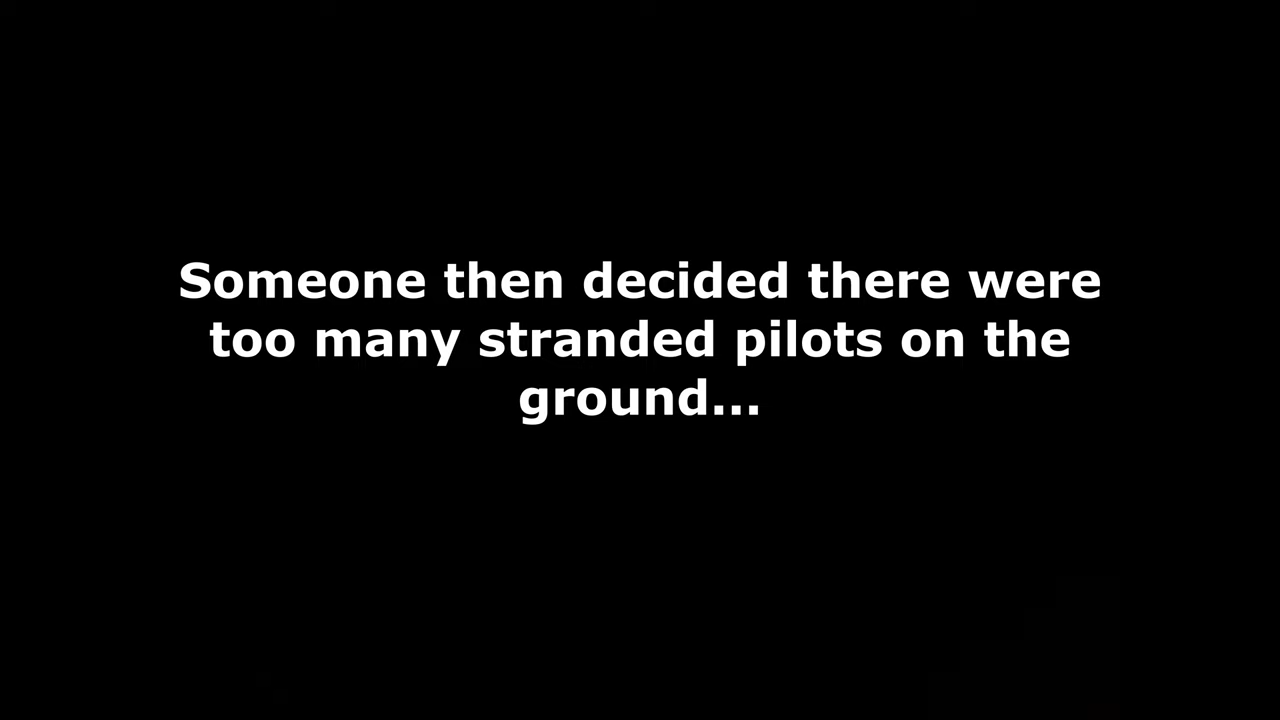 Someone then decided there were
too many stranded pilots on the
ground...